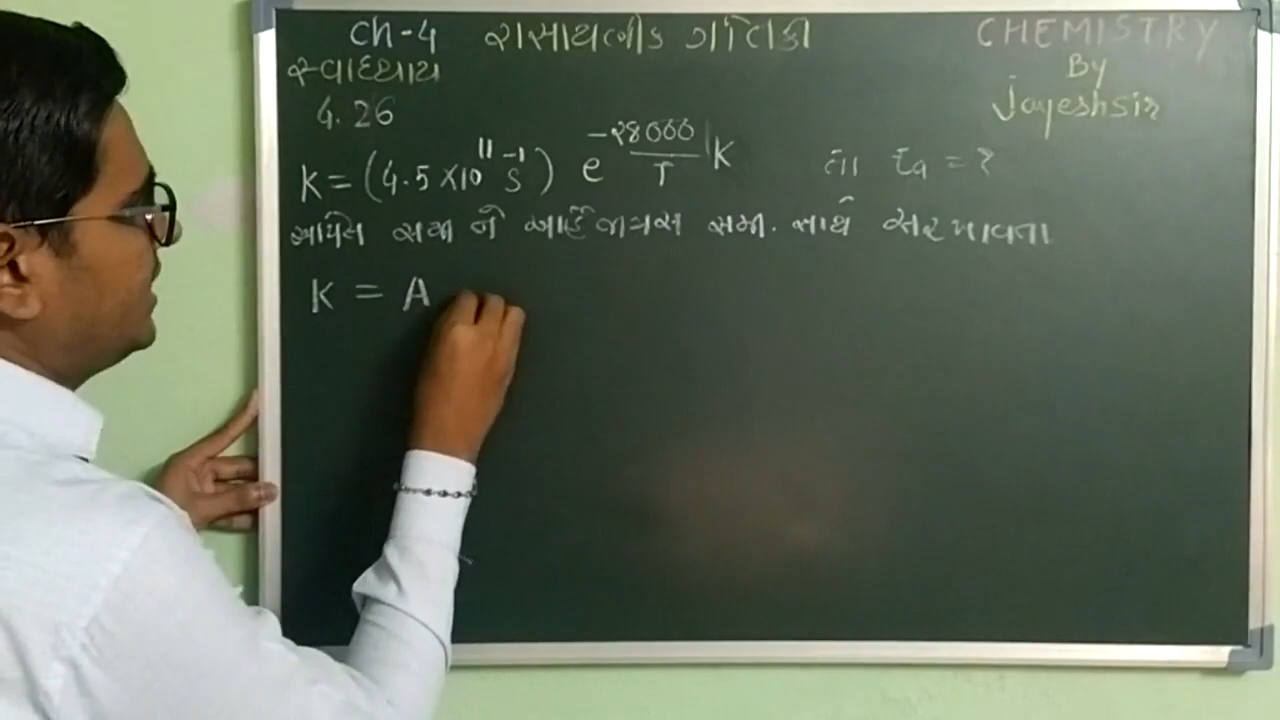 Ch-4 રસાયણીક ગતિકી
CHEMISTRY
By
Jayeshsir
સ્વાધ્યાય
4.26
K = (4.5 × 10¹¹ s⁻¹) e^(-28000/T) K તો Ea = ?
આપેલ સમી ને આર્હેનિયસ સમી. સાથે સરખાવતા
K = A